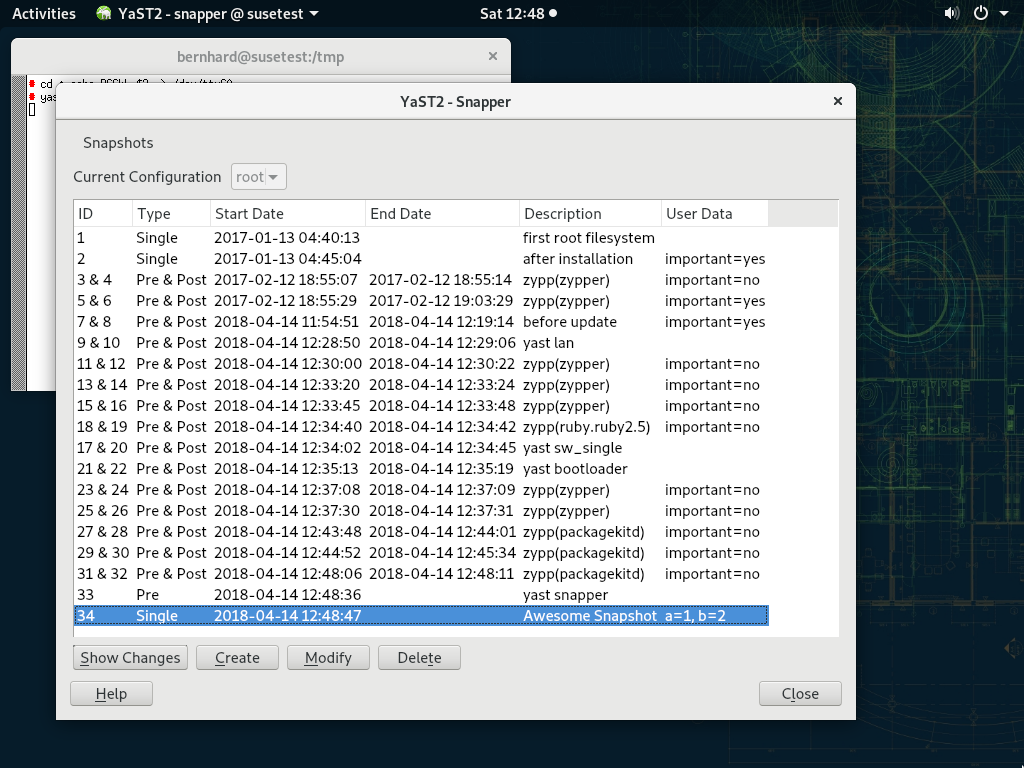 Activities YaST2 - snapper @ susetest Sat 12:48
bernhard@susetest:/tmp
cd
yas
YaST2 - Snapper
Snapshots
Current Configuration root
ID Type Start Date End Date Description User Data
1 Single 2017-01-13 04:40:13 first root filesystem
2 Single 2017-01-13 04:45:04 after installation important=yes
3 & 4 Pre & Post 2017-02-12 18:55:07 2017-02-12 18:55:14 zypp(zypper) important=no
5 & 6 Pre & Post 2017-02-12 18:55:29 2017-02-12 19:03:29 zypp(zypper) important=yes
7 & 8 Pre & Post 2018-04-14 11:54:51 2018-04-14 12:19:14 before update important=yes
9 & 10 Pre & Post 2018-04-14 12:28:50 2018-04-14 12:29:06 yast lan
11 & 12 Pre & Post 2018-04-14 12:30:00 2018-04-14 12:30:22 zypp(zypper) important=no
13 & 14 Pre & Post 2018-04-14 12:33:20 2018-04-14 12:33:24 zypp(zypper) important=no
15 & 16 Pre & Post 2018-04-14 12:33:45 2018-04-14 12:33:48 zypp(zypper) important=no
18 & 19 Pre & Post 2018-04-14 12:34:40 2018-04-14 12:34:42 zypp(ruby.ruby2.5) important=no
17 & 20 Pre & Post 2018-04-14 12:34:02 2018-04-14 12:34:45 yast sw_single
21 & 22 Pre & Post 2018-04-14 12:35:13 2018-04-14 12:35:19 yast bootloader
23 & 24 Pre & Post 2018-04-14 12:37:08 2018-04-14 12:37:09 zypp(zypper) important=no
25 & 26 Pre & Post 2018-04-14 12:37:30 2018-04-14 12:37:31 zypp(zypper) important=no
27 & 28 Pre & Post 2018-04-14 12:43:48 2018-04-14 12:44:01 zypp(packagekitd) important=no
29 & 30 Pre & Post 2018-04-14 12:44:52 2018-04-14 12:45:34 zypp(packagekitd) important=no
31 & 32 Pre & Post 2018-04-14 12:48:06 2018-04-14 12:48:11 zypp(packagekitd) important=no
33 Pre 2018-04-14 12:48:36 yast snapper
34 Single 2018-04-14 12:48:47 Awesome Snapshot a=1, b=2
Show Changes Create Modify Delete
Help Close